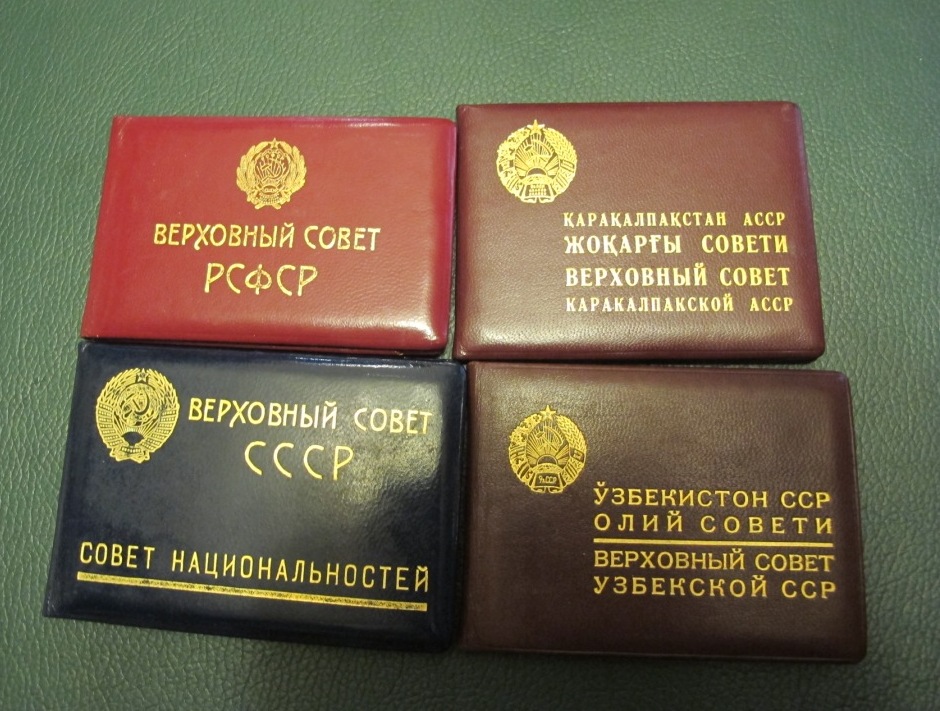 ВЕРХОВНЫЙ СОВЕТ
РСФСР
ҚАРАҚАЛПАҚСТАН АССР
ЖОҚАРҒЫ СОВЕТИ
ВЕРХОВНЫЙ СОВЕТ
КАРАКАЛПАКСКОЙ АССР
ВЕРХОВНЫЙ СОВЕТ
СССР
СОВЕТ НАЦИОНАЛЬНОСТЕЙ
ЎЗБЕКИСТОН ССР
ОЛИЙ СОВЕТИ
ВЕРХОВНЫЙ СОВЕТ
УЗБЕКСКОЙ ССР